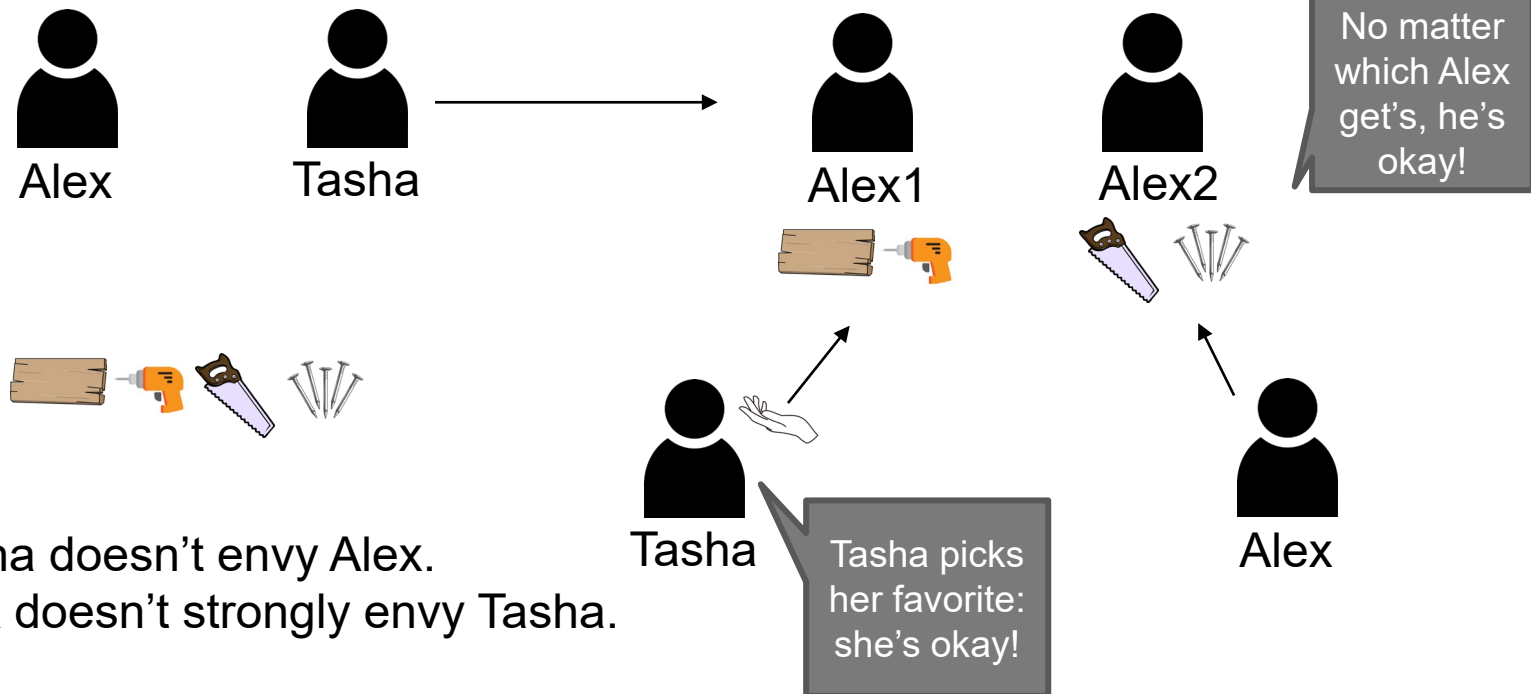 No matter
which Alex
get's, he's
okay!
Alex
Tasha
Alex1
Alex2
Tasha
Tasha picks
her favorite:
she's okay!
Alex
doesn't envy Alex.
doesn't strongly envy Tasha.